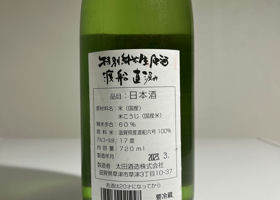 特別純米生原酒
渡船 直汲み
品目：日本酒
原材料名：米（国産）
米こうじ（国産米）
精米歩合：60％
原料米：滋賀県産渡船六号 100％
アルコール分：17度
内容量：720ml
製造年月 2023. 3.
製造者：太田酒造株式会社
滋賀県草津市草津3丁目10-37
お酒は20才になってから
要冷蔵